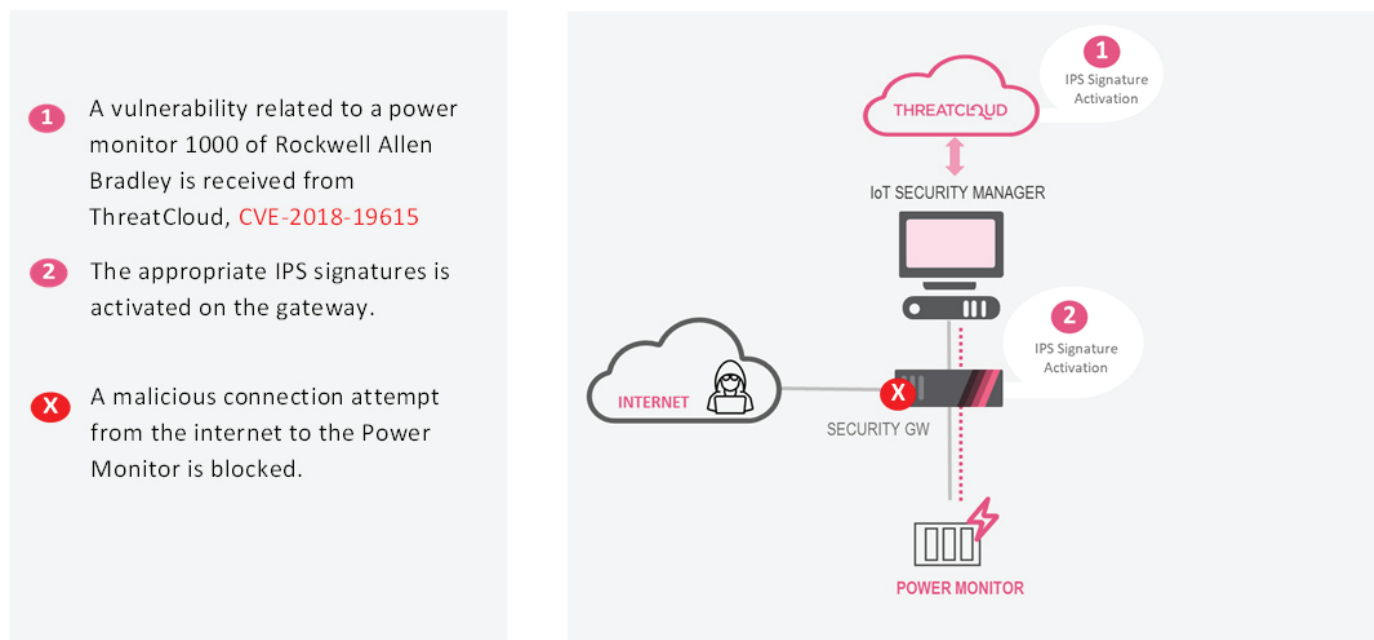 1
A vulnerability related to a power
monitor 1000 of Rockwell Allen
Bradley is received from
ThreatCloud, CVE-2018-19615
2
The appropriate IPS signatures is
activated on the gateway.
X
A malicious connection attempt
from the internet to the Power
Monitor is blocked.
1
IPS Signature
Activation
THREATCLOUD
IoT SECURITY MANAGER
2
IPS Signature
Activation
INTERNET
X
SECURITY GW
POWER MONITOR